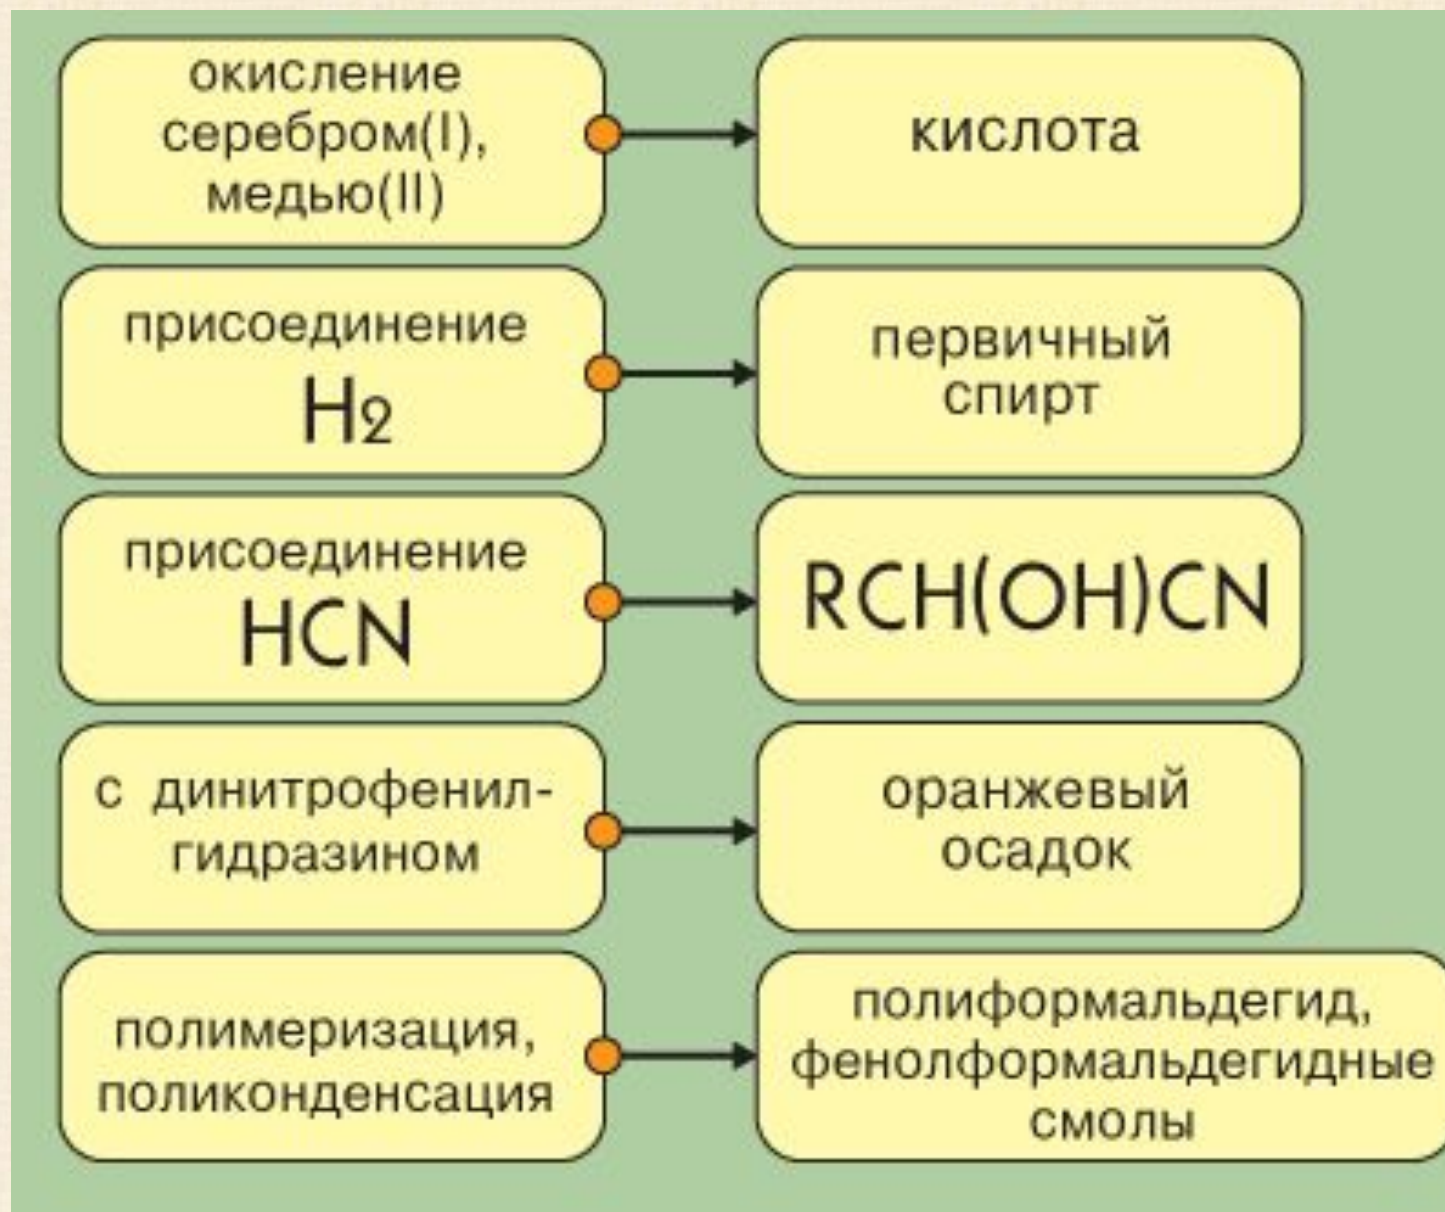 окисление
серебром(I),
медью(II)
кислота
присоединение
H2
первичный
спирт
присоединение
HCN
RCH(OH)CN
с динитрофенил-
гидразином
оранжевый
осадок
полимеризация,
поликонденсация
полиформальдегид,
фенолформальдегидные
смолы